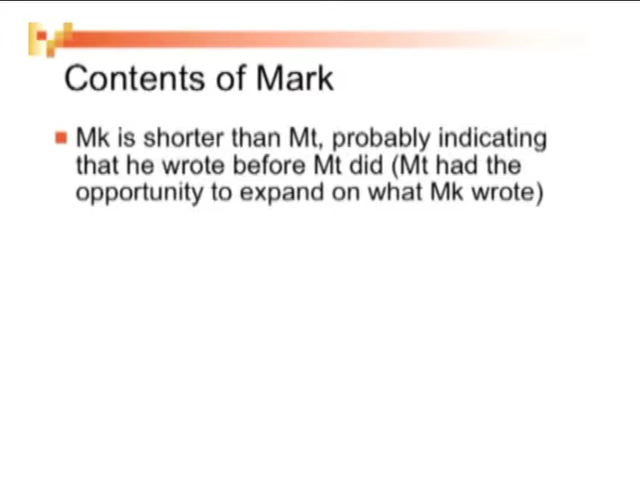 Contents of Mark
Mk is shorter than Mt, probably indicating
that he wrote before Mt did (Mt had the
opportunity to expand on what Mk wrote)